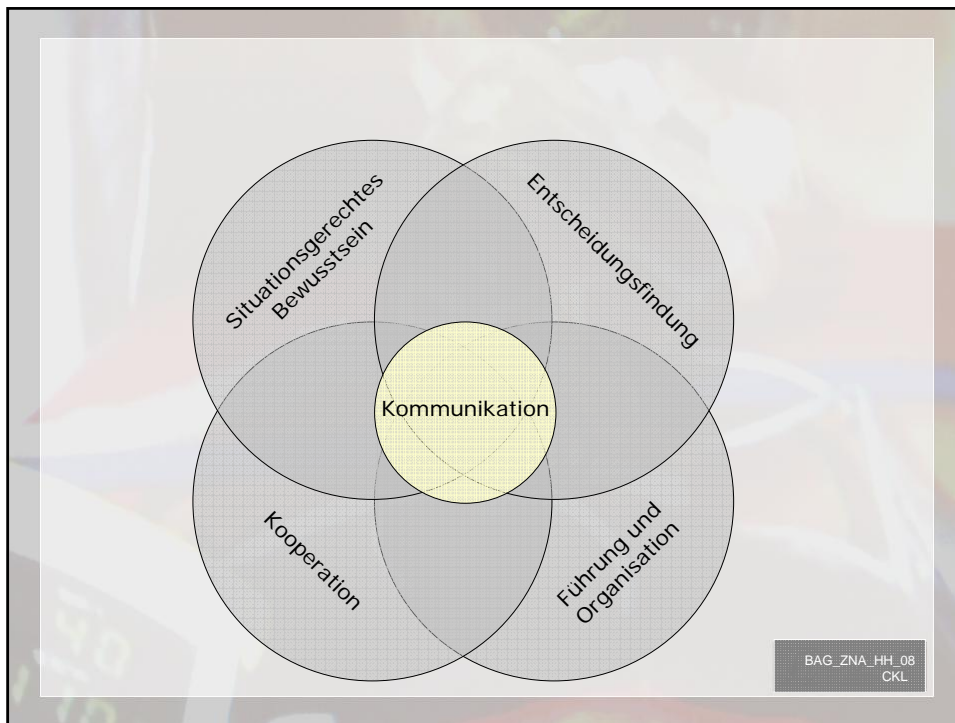 Situationsgerechtes
Bewusstsein
Entscheidungsfindung
Kommunikation
Kooperation
Führung und
Organisation
BAG_ZNA_HH_08
CKL